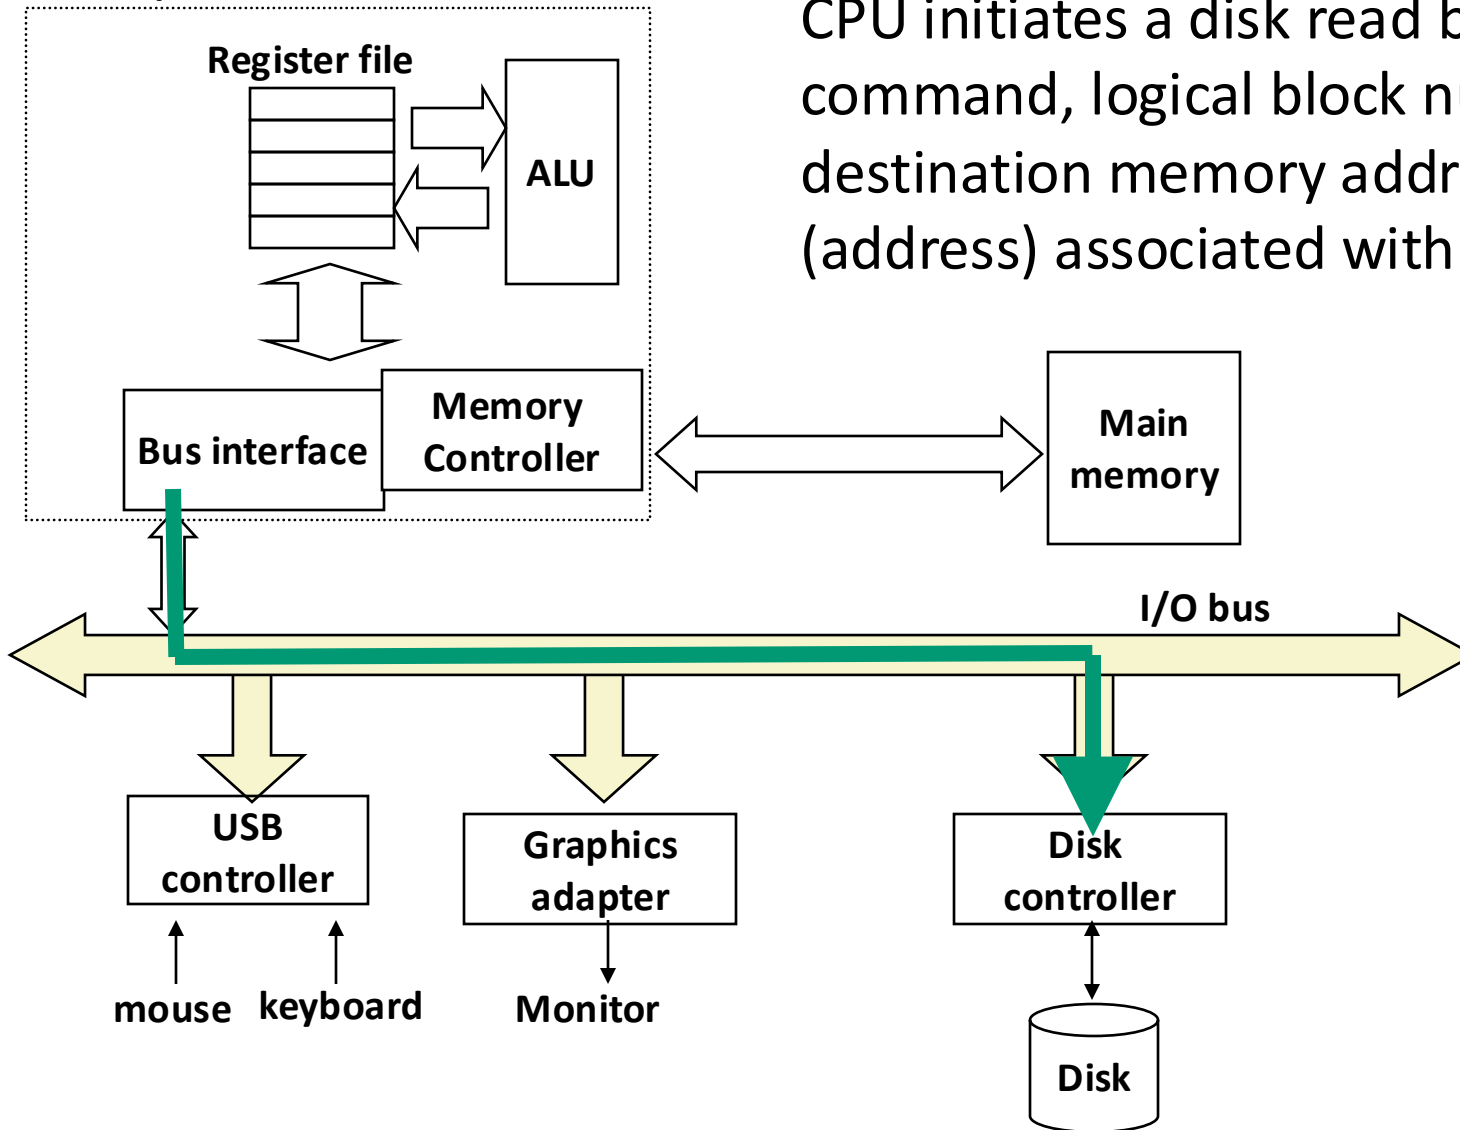 Register file
CPU initiates a disk read b
command, logical block nu
destination memory addr
(address) associated with
ALU
Bus interface
Memory
Controller
Main
memory
I/O bus
USB
controller
Graphics
adapter
Disk
controller
mouse
keyboard
Monitor
Disk